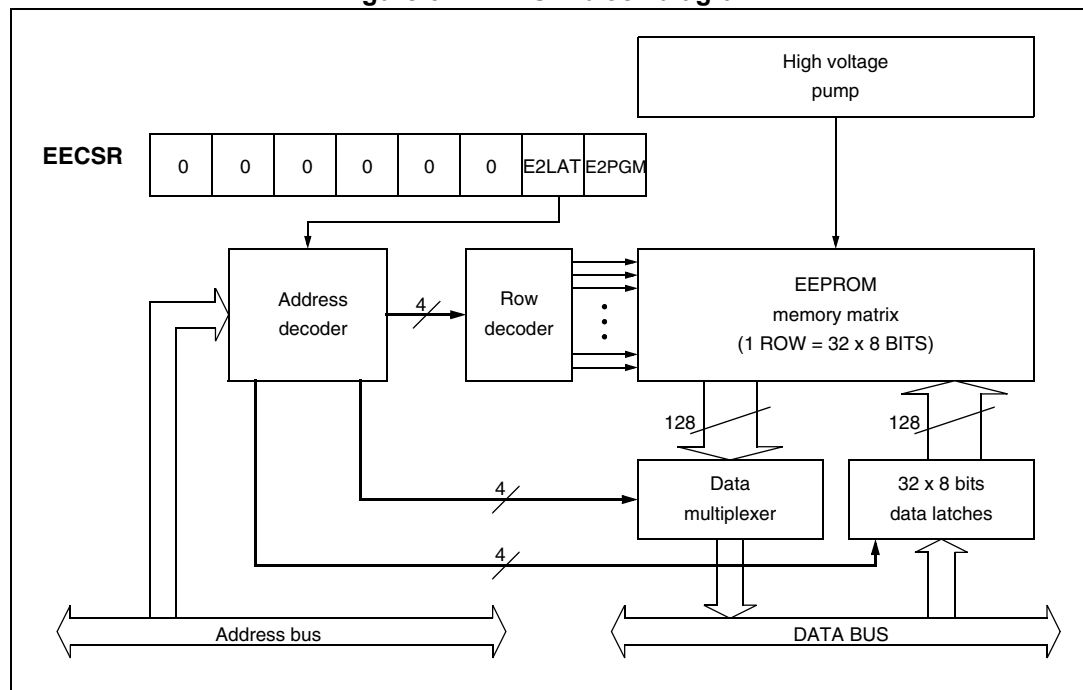 High voltage
pump
EECSR
0 0 0 0 0 0 E2LAT E2PGM
Address
decoder
4
Row
decoder
EEPROM
memory matrix
(1 ROW = 32 x 8 BITS)
128
128
4
Data
multiplexer
32 x 8 bits
data latches
4
Address bus
DATA BUS